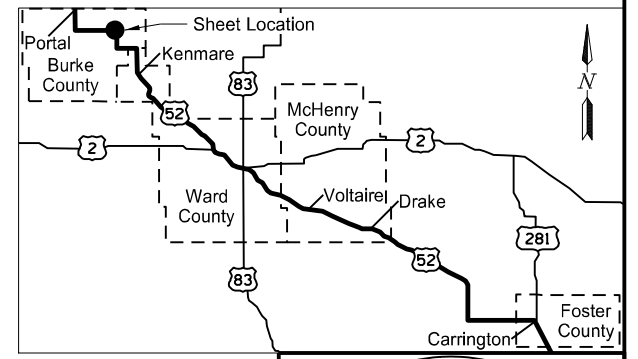 Sheet Location
Portal
Kenmare
Burke
County
83
McHenry
County
N
52
2
2
Ward
County
Voltaire
Drake
281
52
83
Foster
County
Carrington